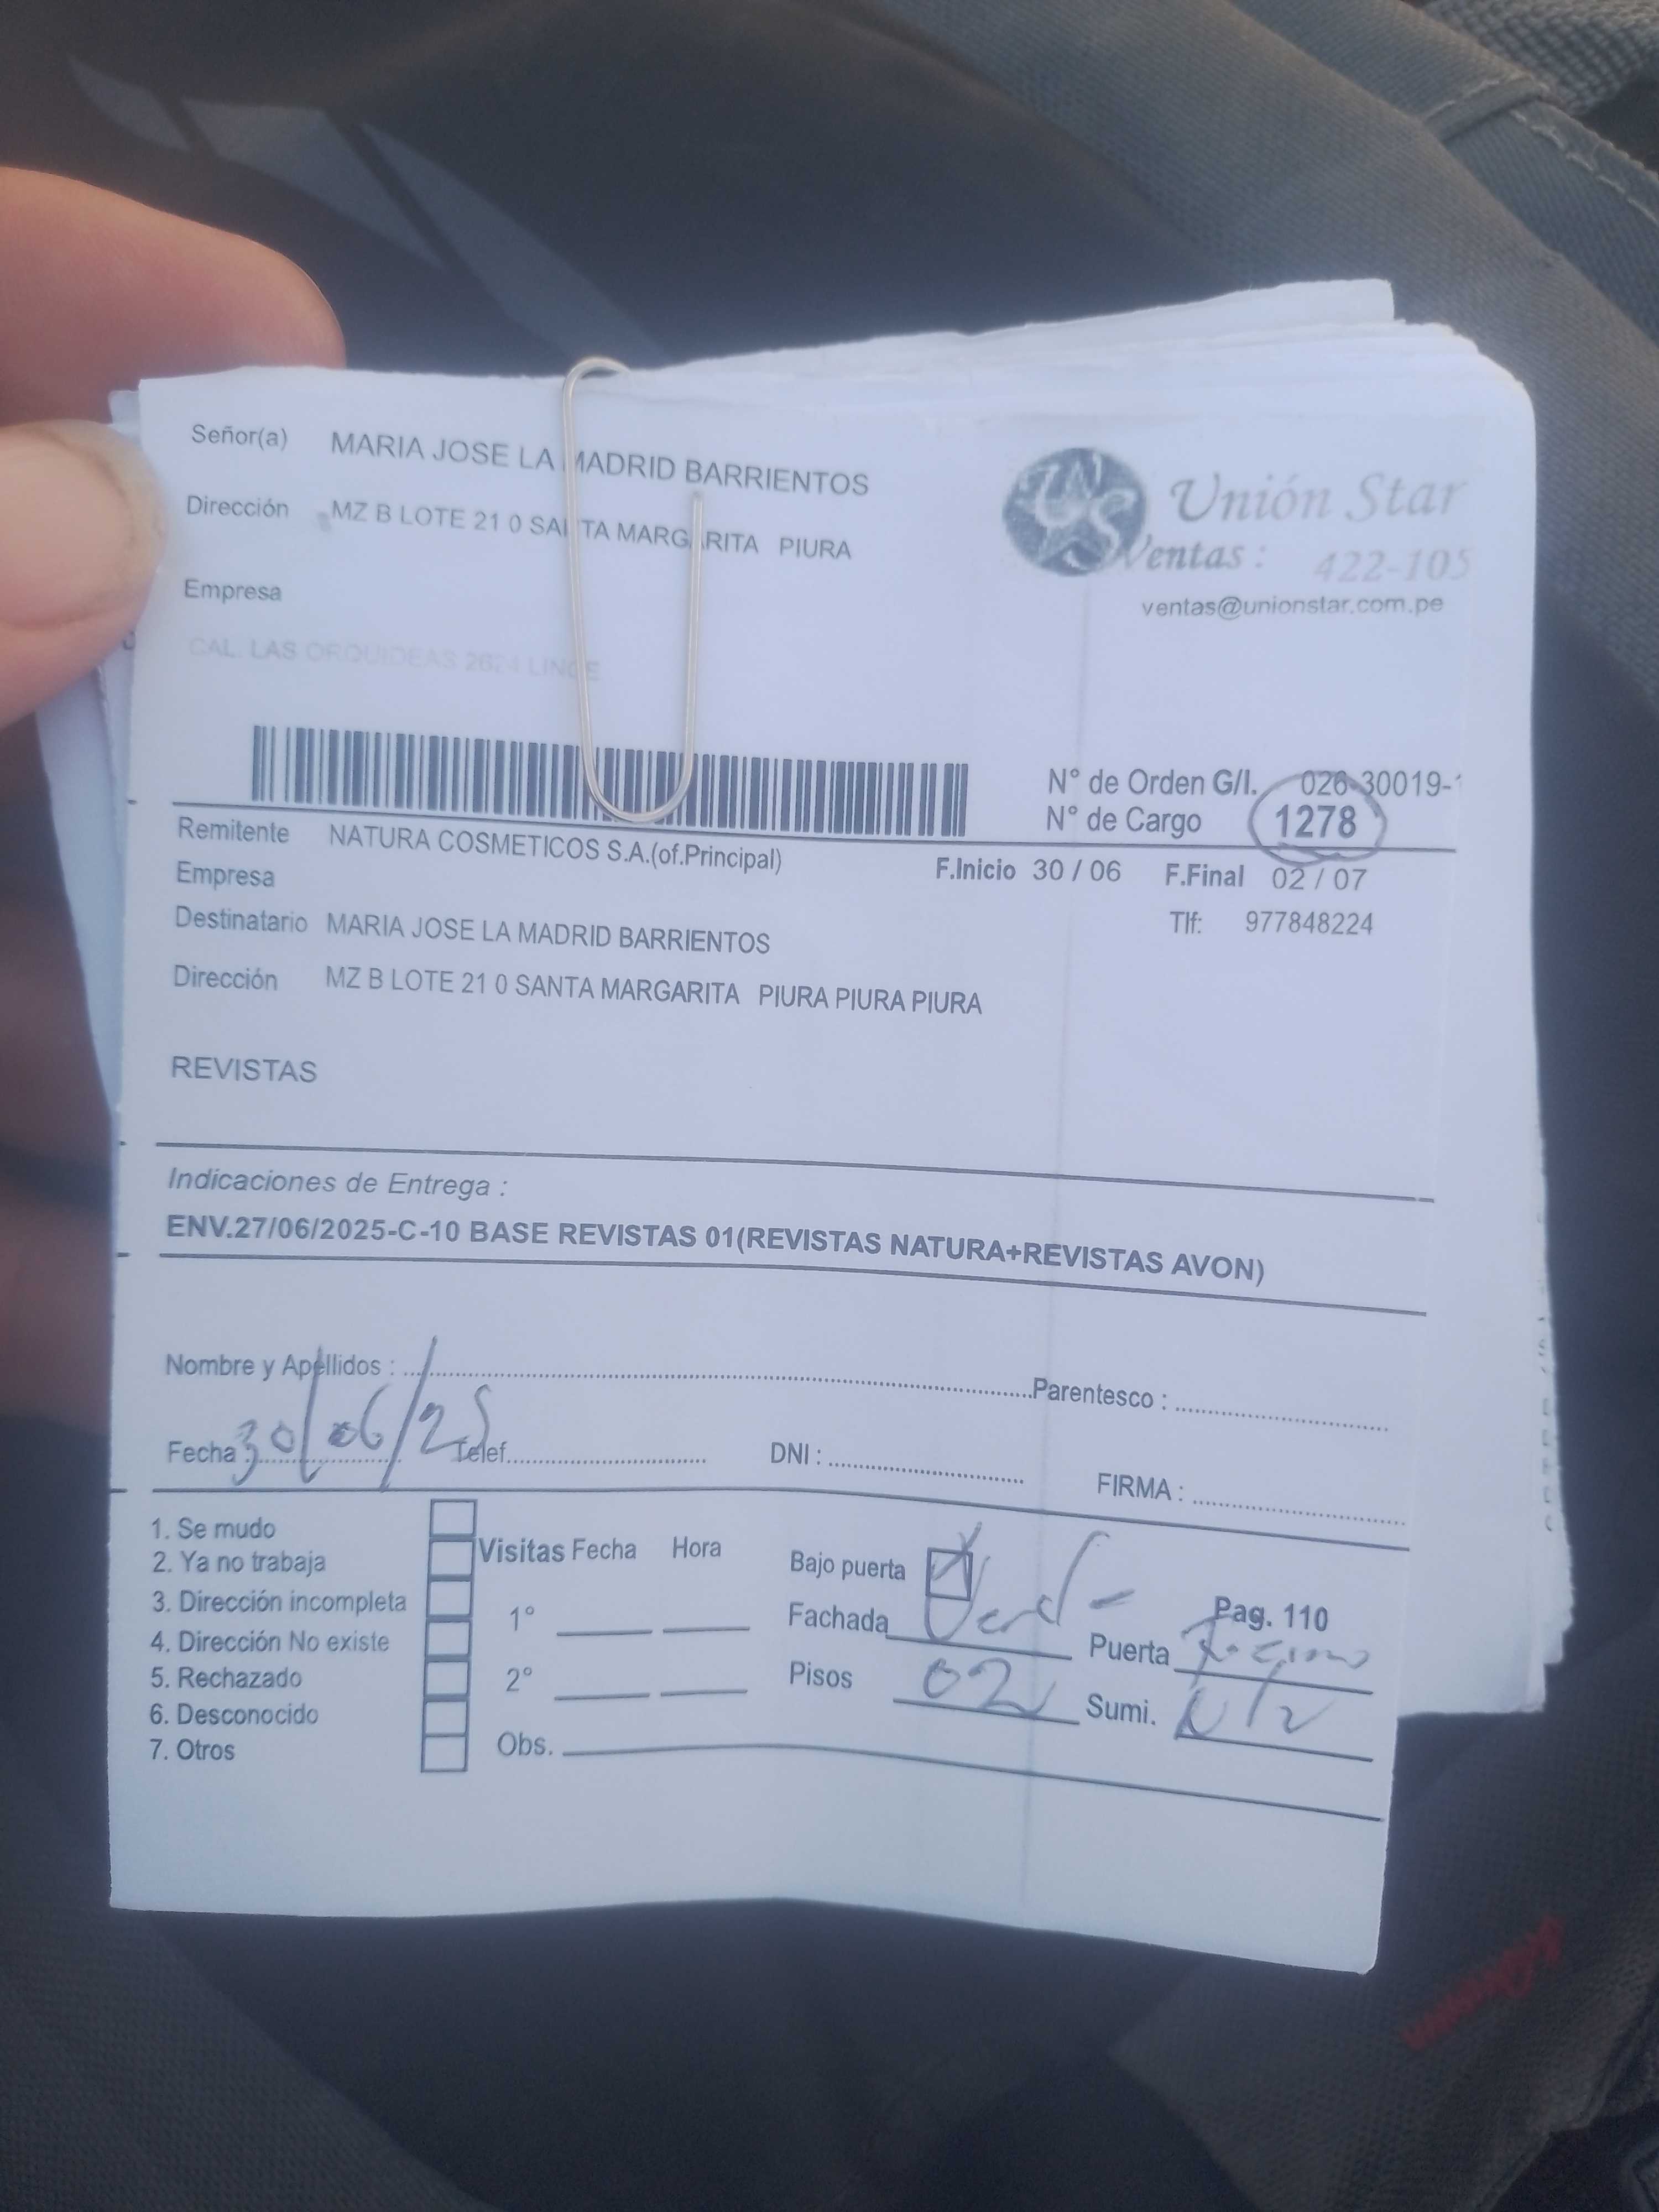 Señor(a) MARIA JOSE LA MADRID BARRIENTOS
Dirección MZ B LOTE 21 0 SANTA MARGARITA PIURA
Empresa
CAL. LAS ORQUIDEAS 2624 LINCE
Unión Star
Ventas : 422-105
ventas@unionstar.com.pe
N° de Orden G/I. 026-30019-
N° de Cargo 1278
Remitente NATURA COSMETICOS S.A.(of.Principal)
Empresa
F.Inicio 30 / 06 F.Final 02 / 07
Destinatario MARIA JOSE LA MADRID BARRIENTOS
Tlf: 977848224
Dirección MZ B LOTE 21 0 SANTA MARGARITA PIURA PIURA PIURA
REVISTAS
Indicaciones de Entrega :
ENV.27/06/2025-C-10 BASE REVISTAS 01(REVISTAS NATURA+REVISTAS AVON)
Nombre y Apellidos : Parentesco :
Fecha : 30/06/25 Telef. DNI : FIRMA :
1. Se mudo
2. Ya no trabaja
3. Dirección incompleta
4. Dirección No existe
5. Rechazado
6. Desconocido
7. Otros
Visitas Fecha Hora
1°
2°
Obs.
Bajo puerta X
Pag. 110
Fachada Puerta
Pisos 02 Sumi.